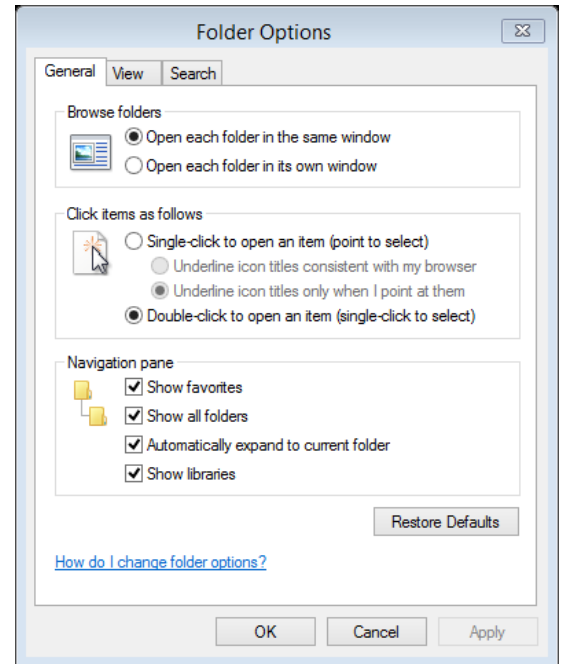 Folder Options
General View Search
Browse folders
Open each folder in the same window
Open each folder in its own window
Click items as follows
Single-click to open an item (point to select)
Underline icon titles consistent with my browser
Underline icon titles only when I point at them
Double-click to open an item (single-click to select)
Navigation pane
Show favorites
Show all folders
Automatically expand to current folder
Show libraries
Restore Defaults
How do I change folder options?
OK Cancel Apply